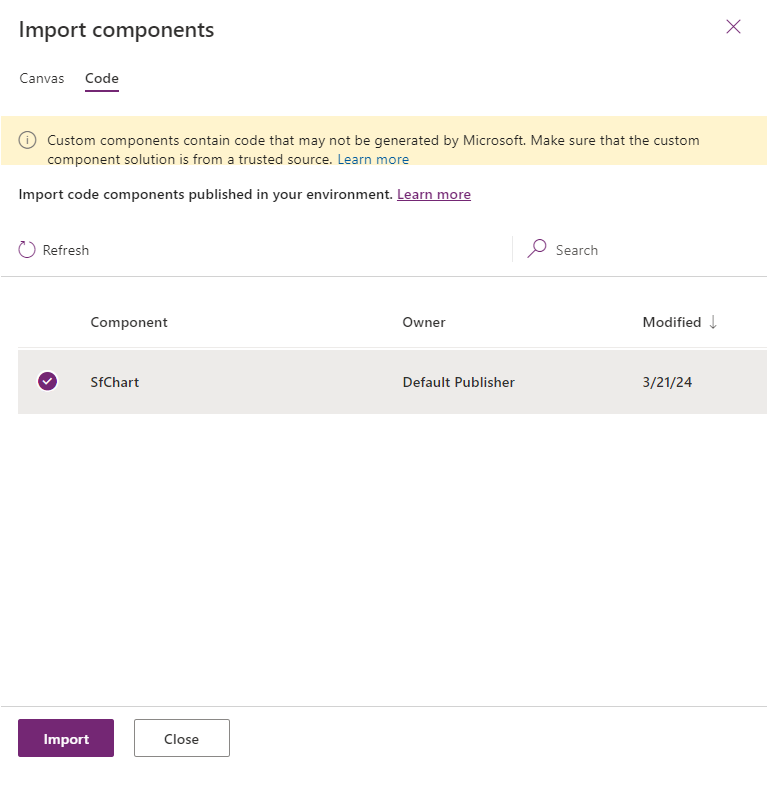 Import components
Canvas Code
Custom components contain code that may not be generated by Microsoft. Make sure that the custom
component solution is from a trusted source. Learn more
Import code components published in your environment. Learn more
Refresh Search
Component Owner Modified
SfChart Default Publisher 3/21/24
Import Close